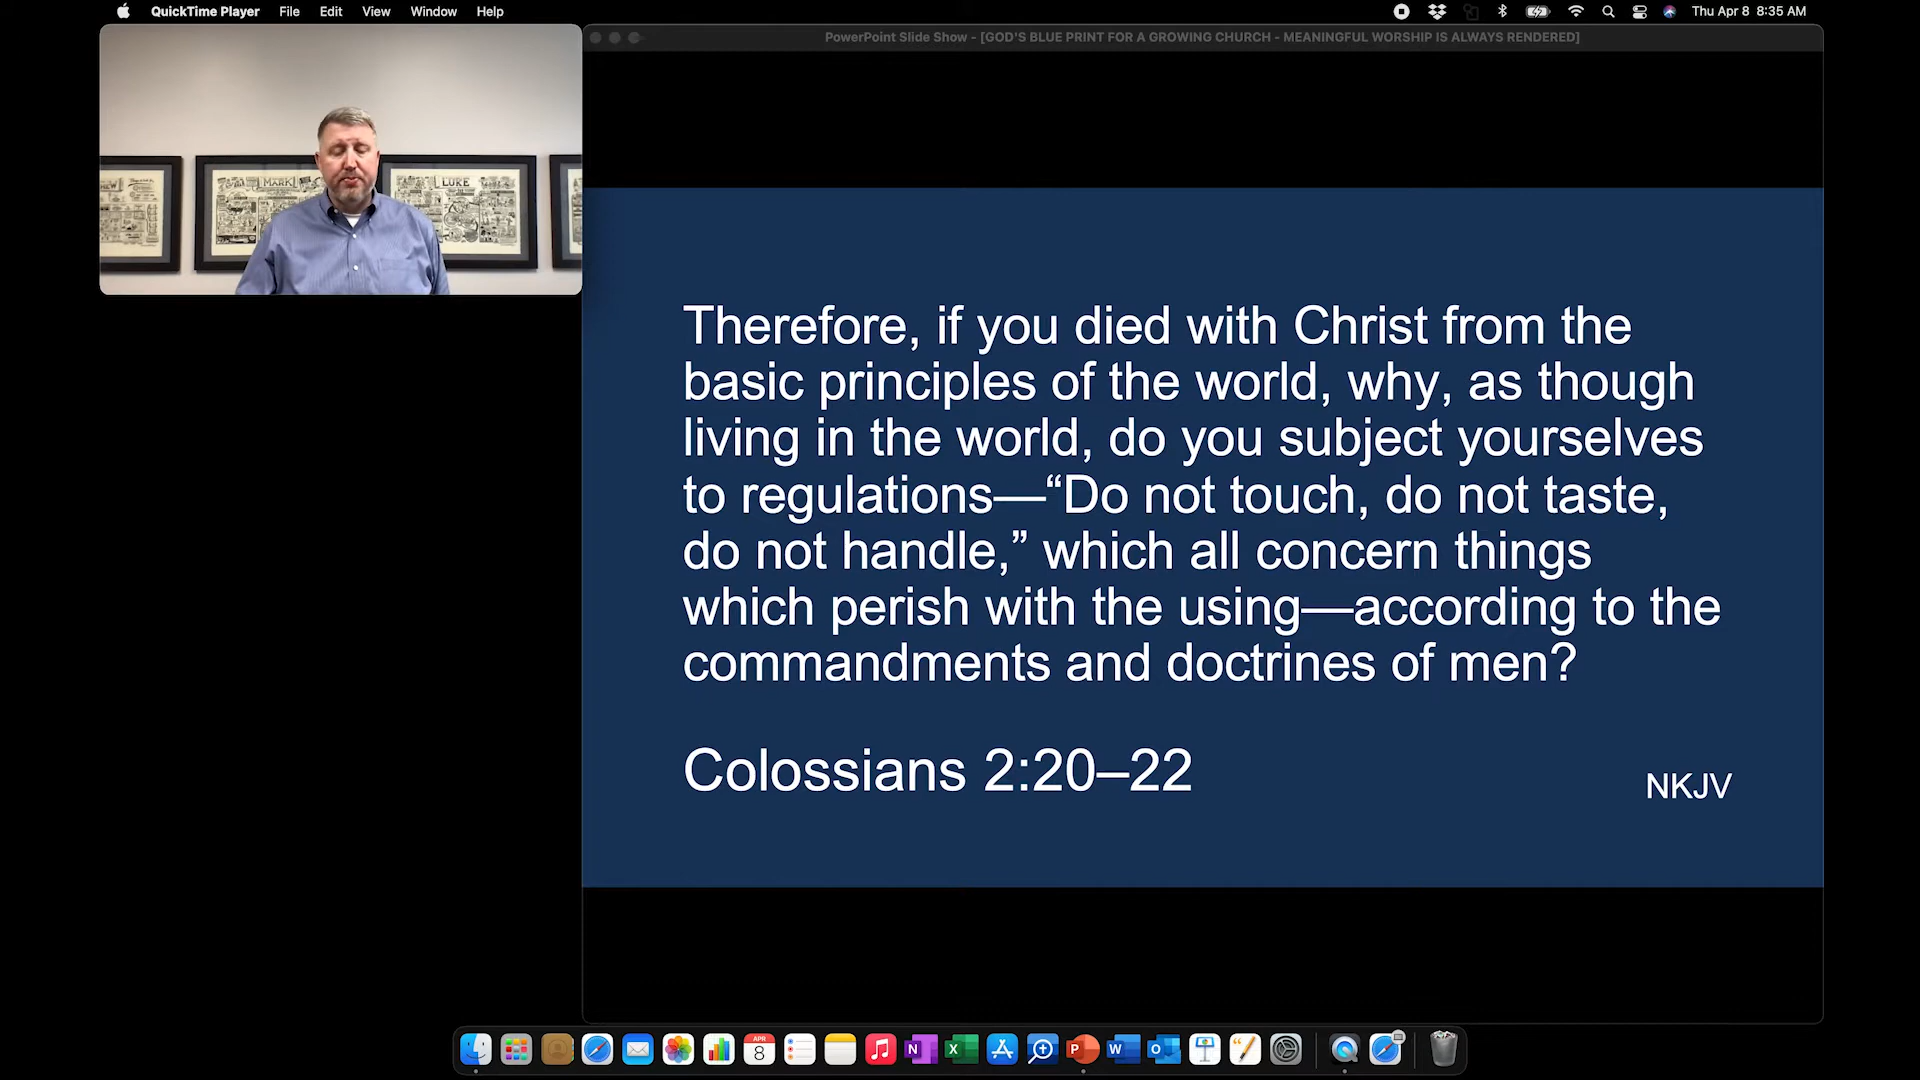 QuickTime Player File Edit View Window Help
Thu Apr 8 8:35 AM
PowerPoint Slide Show - [GOD'S BLUE PRINT FOR A GROWING CHURCH - MEANINGFUL WORSHIP IS ALWAYS RENDERED]
MARK
LUKE
Therefore, if you died with Christ from the
basic principles of the world, why, as though
living in the world, do you subject yourselves
to regulations—“Do not touch, do not taste,
do not handle,” which all concern things
which perish with the using—according to the
commandments and doctrines of men?
Colossians 2:20–22
NKJV
APR
8
N
X
P
W
O